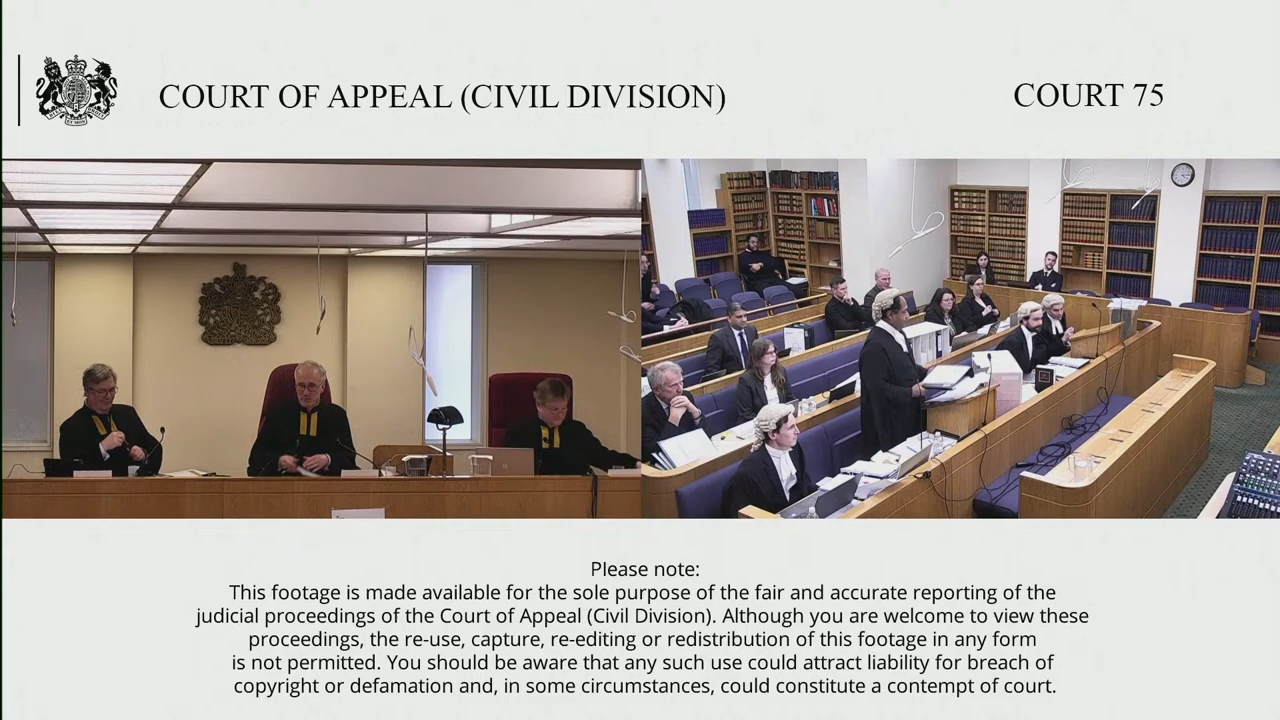 COURT OF APPEAL (CIVIL DIVISION)
COURT 75
Please note:
This footage is made available for the sole purpose of the fair and accurate reporting of the
judicial proceedings of the Court of Appeal (Civil Division). Although you are welcome to view these
proceedings, the re-use, capture, re-editing or redistribution of this footage in any form
is not permitted. You should be aware that any such use could attract liability for breach of
copyright or defamation and, in some circumstances, could constitute a contempt of court.